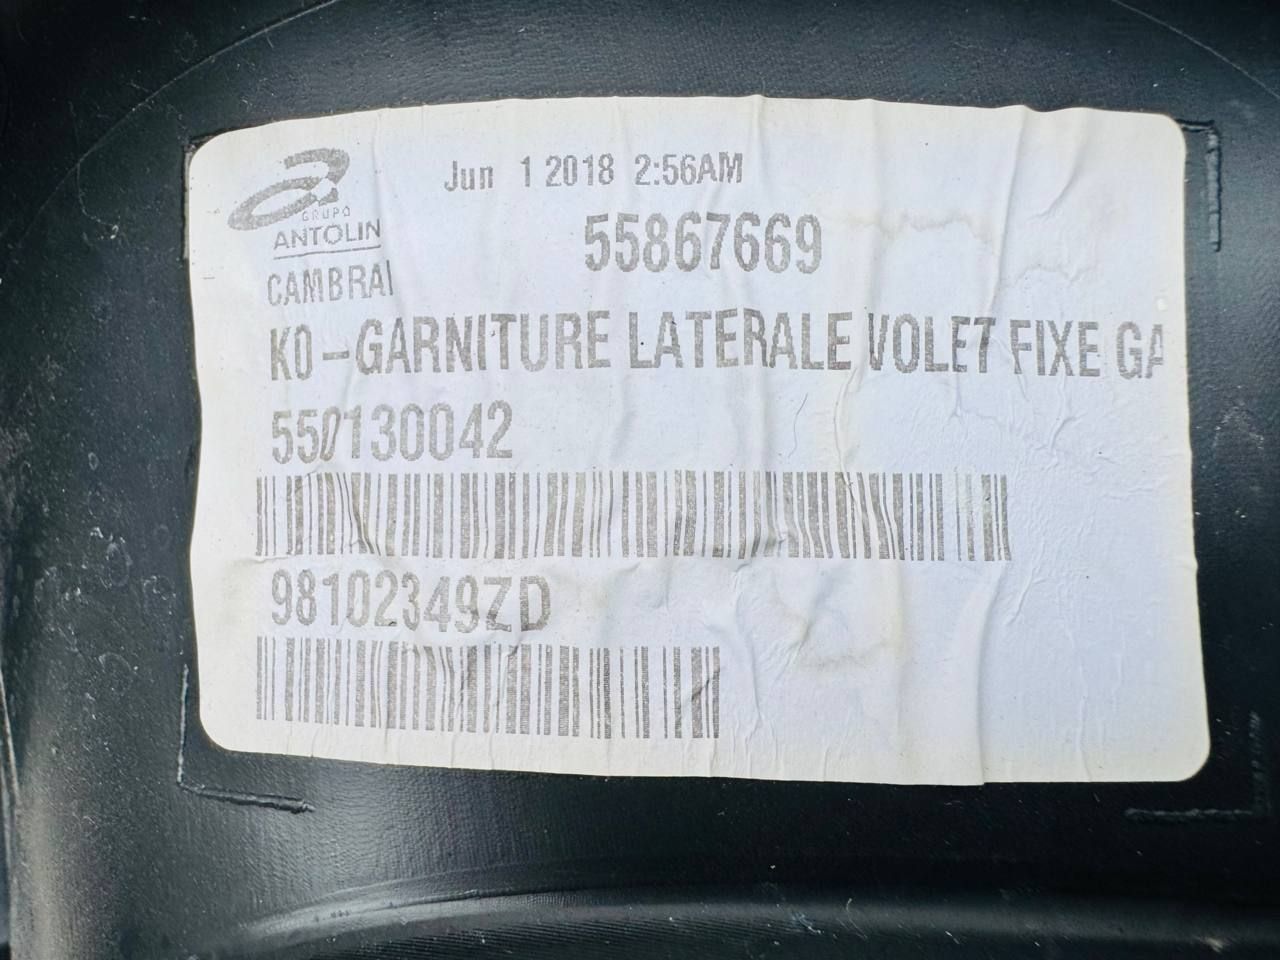 Jun 1 2018 2:56AM
GRUPO
ANTOLIN
55867669
CAMBRAI
K0-GARNITURE LATERALE VOLET FIXE GA
550130042
98102349ZD